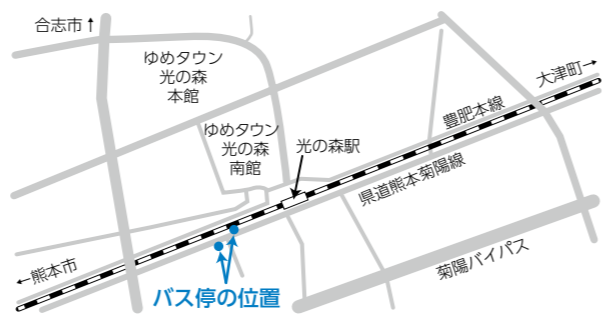 合志市↑
ゆめタウン
光の森
本館
大津町→
ゆめタウン
光の森
南館
光の森駅
豊肥本線
県道熊本菊陽線
←熊本市
菊陽バイパス
バス停の位置